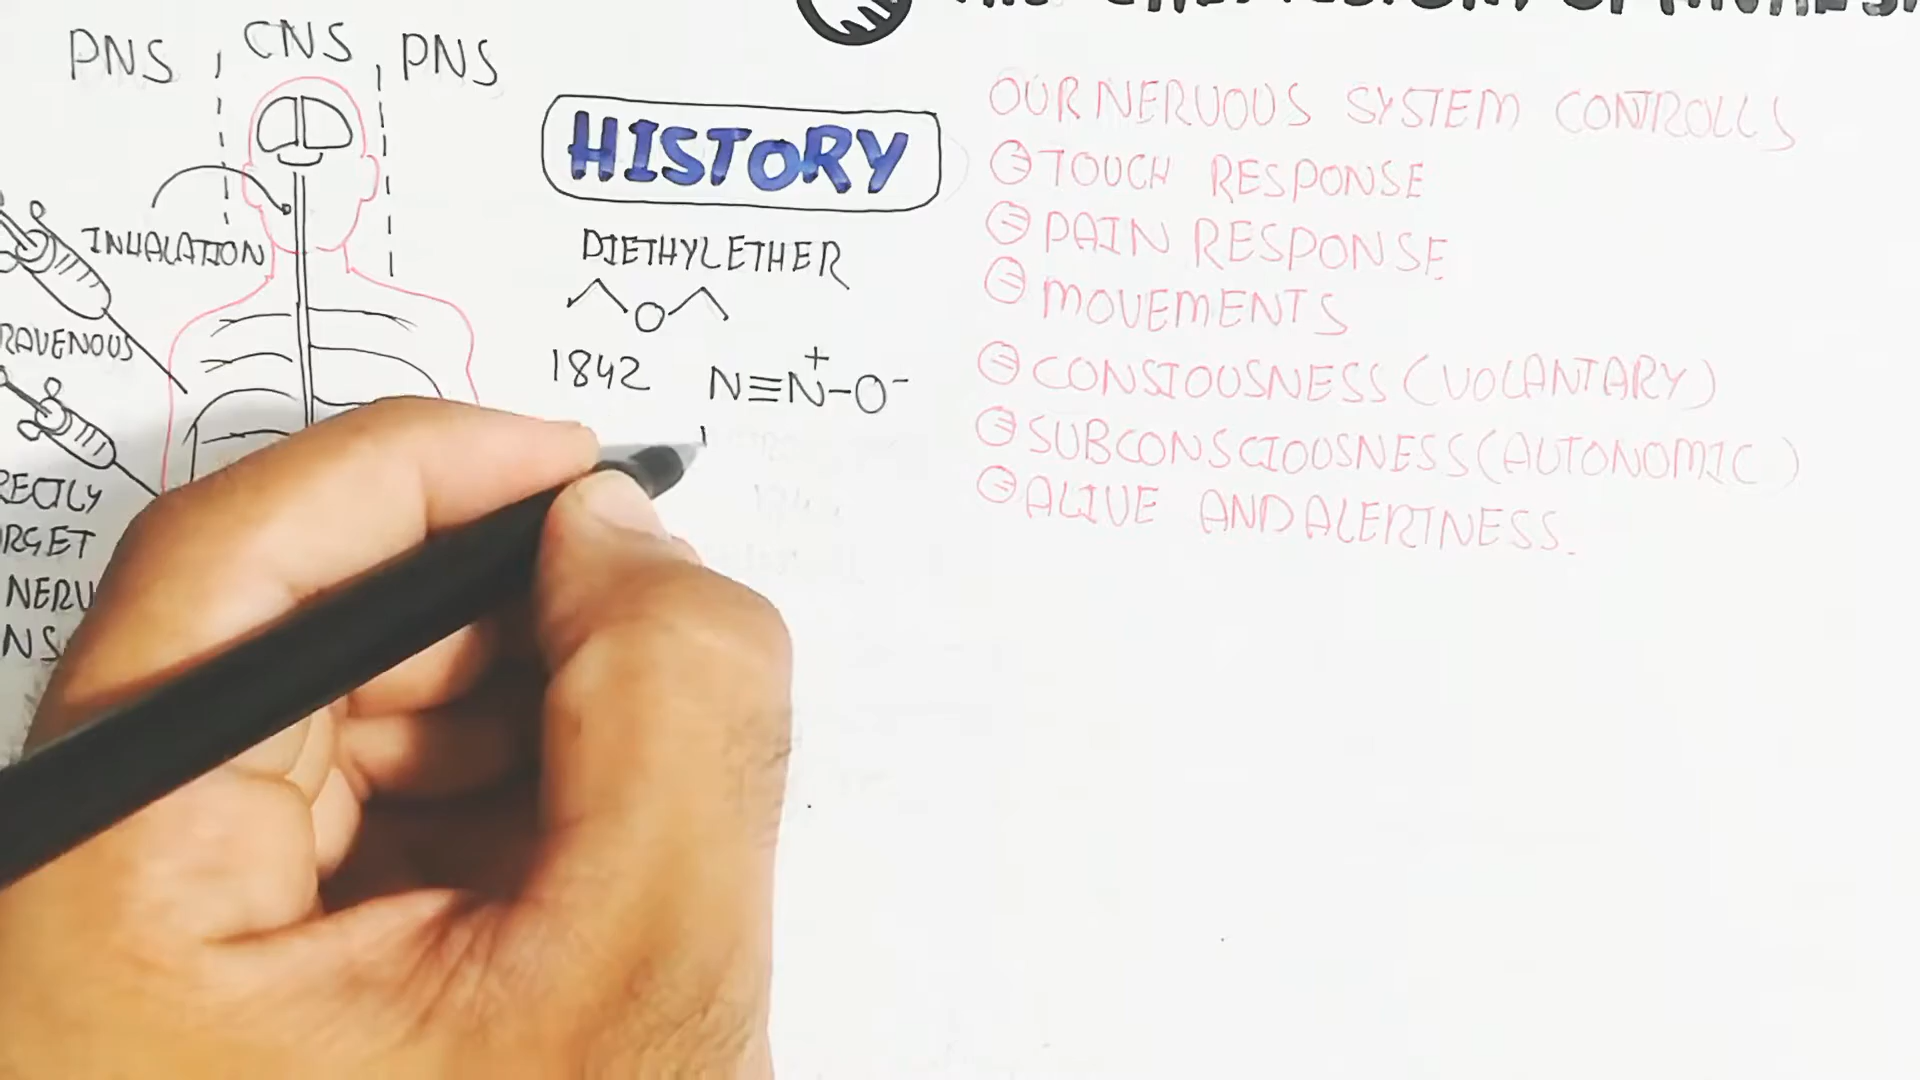 PNS CNS PNS
HISTORY
INHALATION
DIETHYLETHER
O
1842
N≡N⁺-O⁻
OUR NERVOUS SYSTEM CONTROLLS
TOUCH RESPONSE
PAIN RESPONSE
MOVEMENTS
CONSIOUSNESS (VOLANTARY)
SUBCONSCIOUSNESS (AUTONOMIC)
ALIVE AND ALERTNESS.
RAVENOUS
RECTLY
RGET
NERV
NS